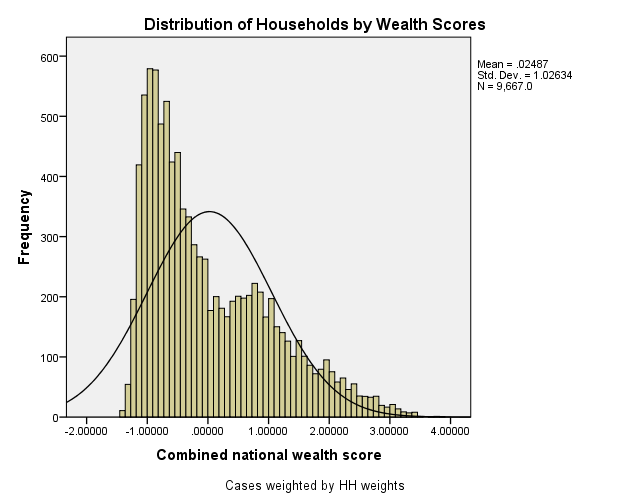 Distribution of Households by Wealth Scores
Mean = .02487
Std. Dev. = 1.02634
N = 9,667.0
600
500
400
300
200
100
0
Frequency
-2.00000 -1.00000 .00000 1.00000 2.00000 3.00000 4.00000
Combined national wealth score
Cases weighted by HH weights